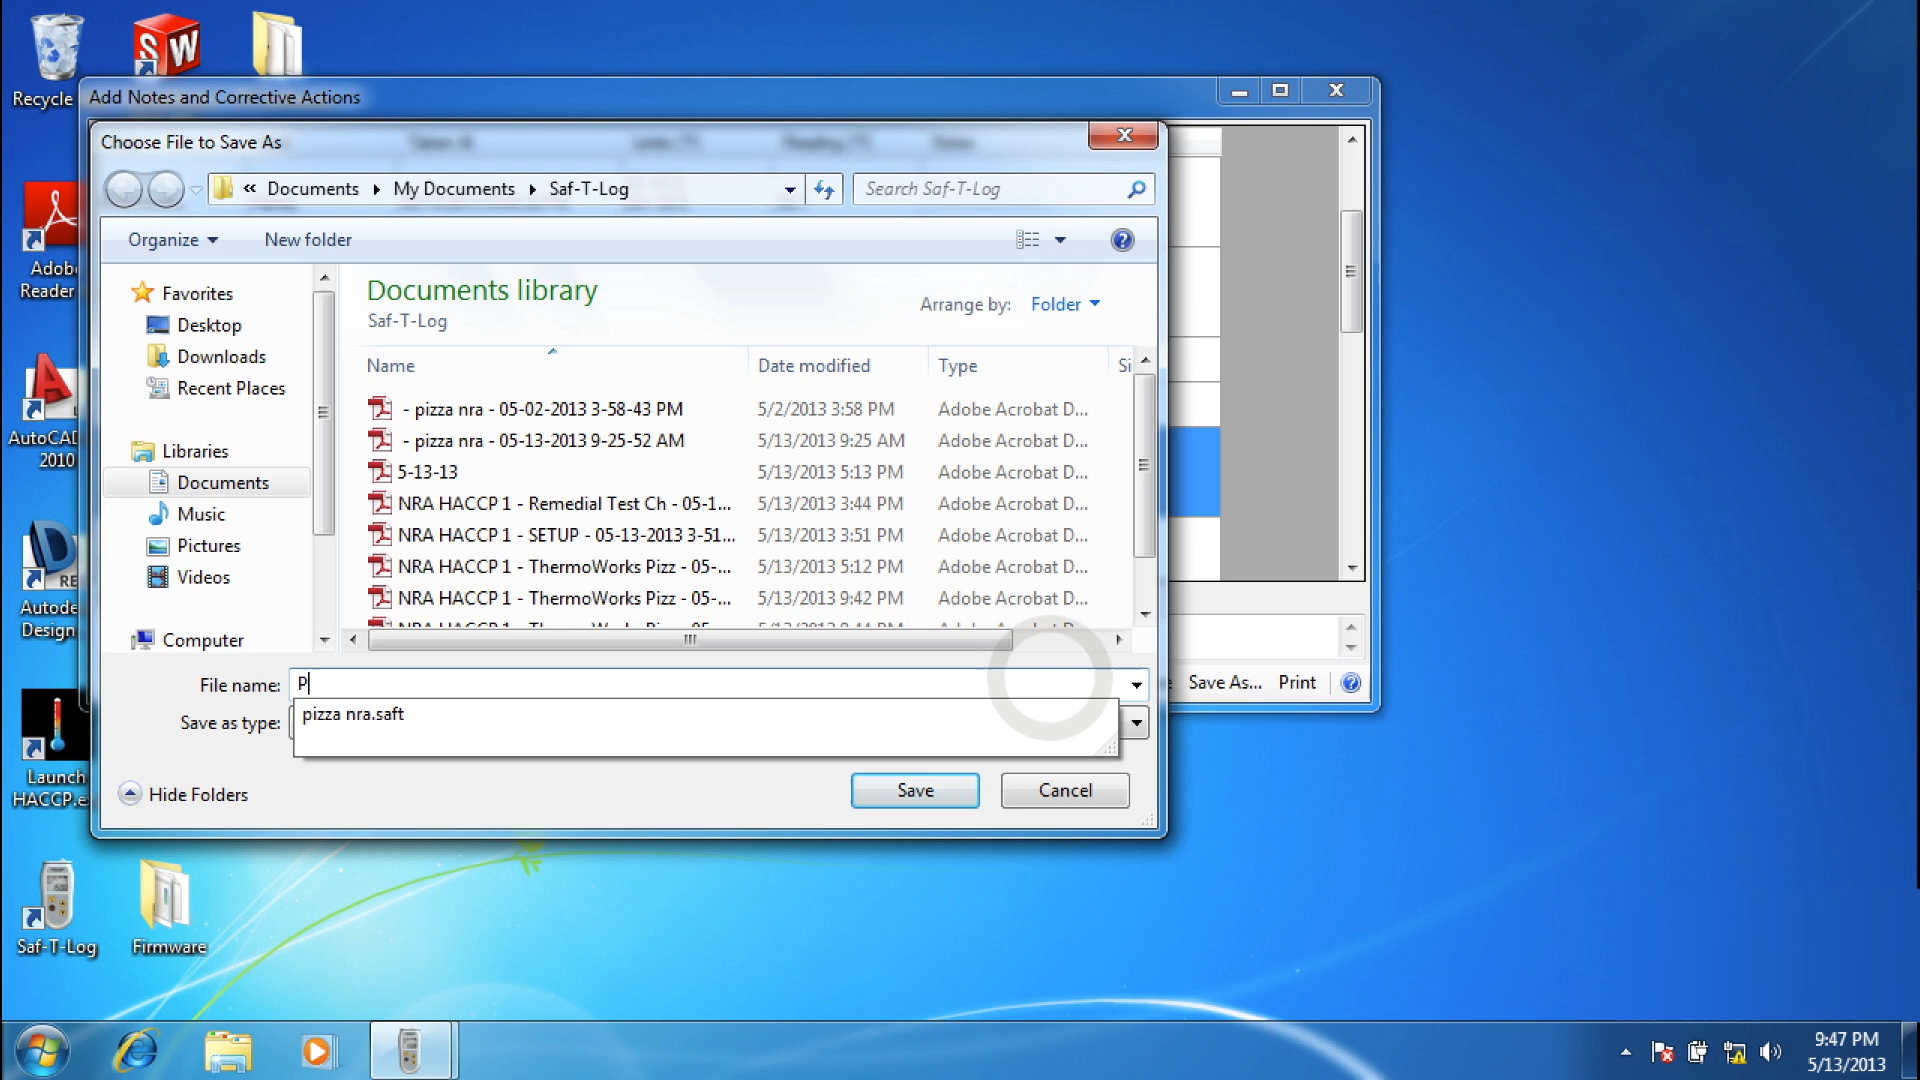 Recycle
Add Notes and Corrective Actions
Choose File to Save As
« Documents My Documents Saf-T-Log
Search Saf-T-Log
Organize
New folder
Adob
Reader
AutoCAD
2010
Autode
Design
Launch
HACCP.e
Saf-T-Log
Firmware
Favorites
Desktop
Downloads
Recent Places
Libraries
Documents
Music
Pictures
Videos
Computer
Documents library
Saf-T-Log
Arrange by: Folder
Name Date modified Type Si
- pizza nra - 05-02-2013 3-58-43 PM 5/2/2013 3:58 PM Adobe Acrobat D...
- pizza nra - 05-13-2013 9-25-52 AM 5/13/2013 9:25 AM Adobe Acrobat D...
5-13-13 5/13/2013 5:13 PM Adobe Acrobat D...
NRA HACCP 1 - Remedial Test Ch - 05-1... 5/13/2013 3:44 PM Adobe Acrobat D...
NRA HACCP 1 - SETUP - 05-13-2013 3-51... 5/13/2013 3:51 PM Adobe Acrobat D...
NRA HACCP 1 - ThermoWorks Pizz - 05-... 5/13/2013 5:12 PM Adobe Acrobat D...
NRA HACCP 1 - ThermoWorks Pizz - 05-... 5/13/2013 9:42 PM Adobe Acrobat D...
File name: P
pizza nra.saft
Save as type:
Hide Folders
Save
Cancel
Save As...
Print
9:47 PM
5/13/2013